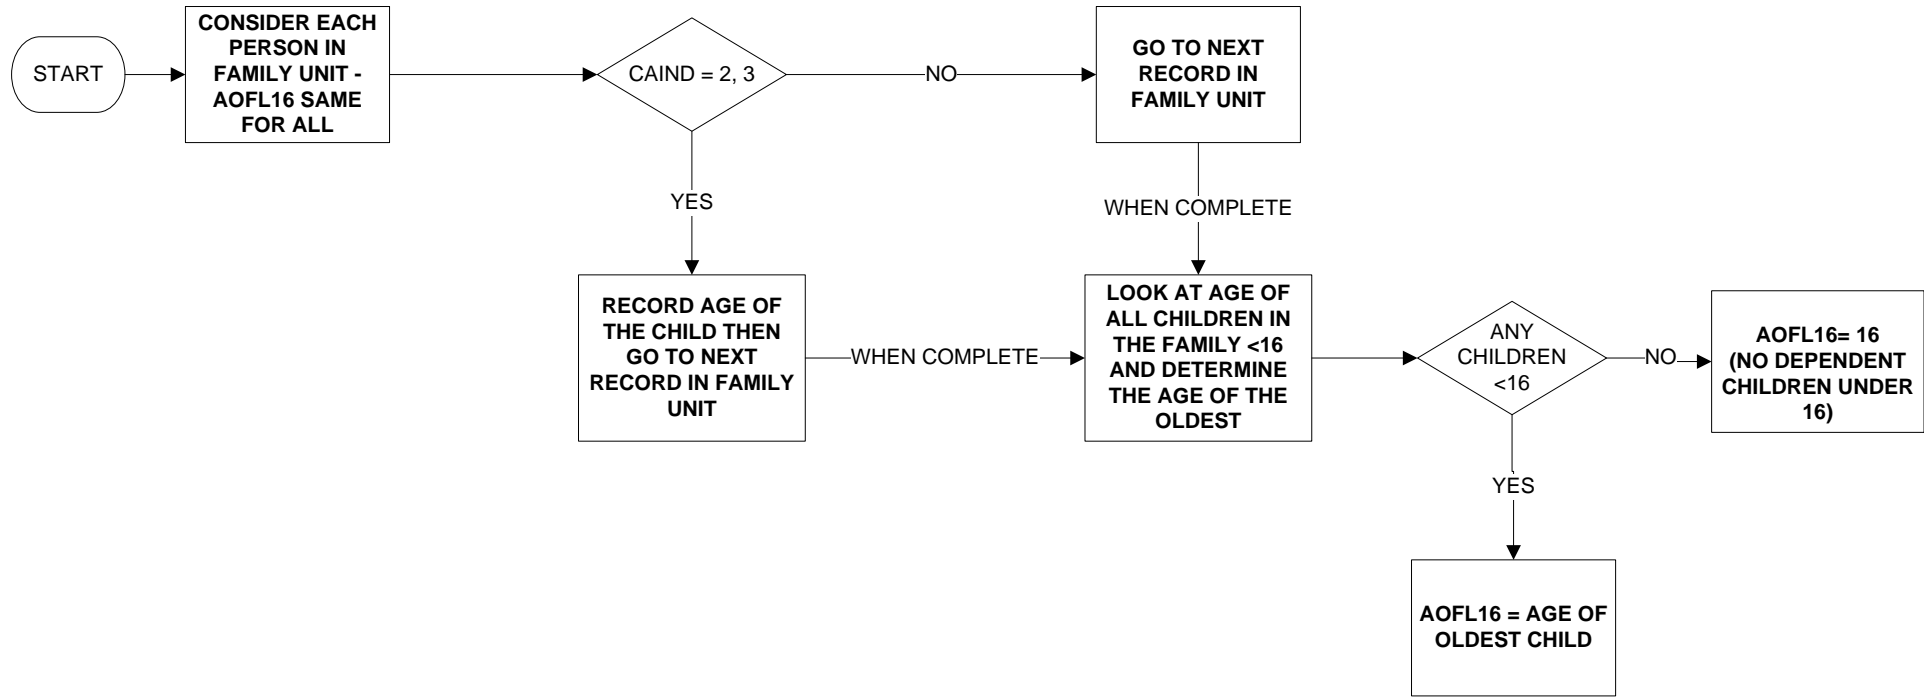 START
CONSIDER EACH
PERSON IN
FAMILY UNIT -
AOFL16 SAME
FOR ALL
CAIND = 2, 3
NO
GO TO NEXT
RECORD IN
FAMILY UNIT
YES
WHEN COMPLETE
RECORD AGE OF
THE CHILD THEN
GO TO NEXT
RECORD IN FAMILY
UNIT
WHEN COMPLETE
LOOK AT AGE OF
ALL CHILDREN IN
THE FAMILY <16
AND DETERMINE
THE AGE OF THE
OLDEST
ANY
CHILDREN
<16
NO
AOFL16= 16
(NO DEPENDENT
CHILDREN UNDER
16)
YES
AOFL16 = AGE OF
OLDEST CHILD